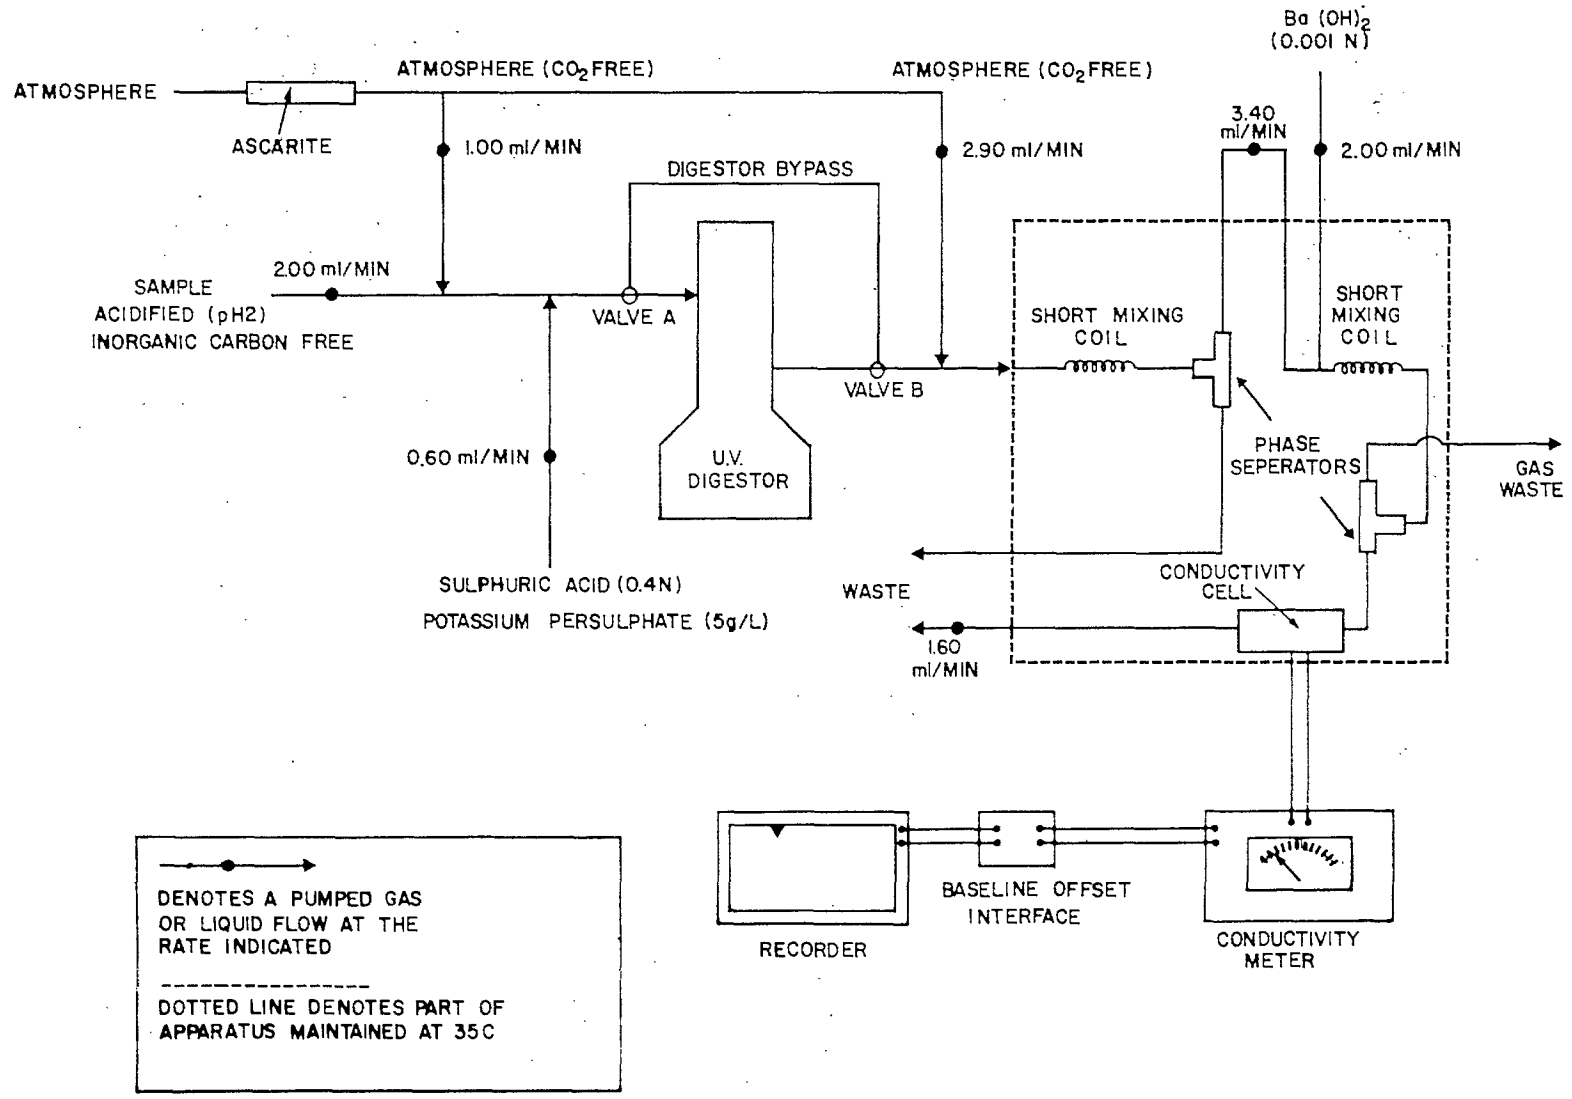 Ba (OH)2
(0.001 N)
ATMOSPHERE
ATMOSPHERE (CO2 FREE)
ATMOSPHERE (CO2 FREE)
ASCARITE
1.00 ml/MIN
2.90 ml/MIN
3.40
ml/MIN
2.00 ml/MIN
DIGESTOR BYPASS
2.00 ml/MIN
SAMPLE
ACIDIFIED (pH2)
INORGANIC CARBON FREE
VALVE A
VALVE B
SHORT MIXING
COIL
SHORT
MIXING
COIL
0.60 ml/MIN
U.V.
DIGESTOR
PHASE
SEPERATORS
GAS
WASTE
SULPHURIC ACID (0.4N)
POTASSIUM PERSULPHATE (5g/L)
WASTE
CONDUCTIVITY
CELL
1.60
ml/MIN
DENOTES A PUMPED GAS
OR LIQUID FLOW AT THE
RATE INDICATED
DOTTED LINE DENOTES PART OF
APPARATUS MAINTAINED AT 35C
RECORDER
BASELINE OFFSET
INTERFACE
CONDUCTIVITY
METER